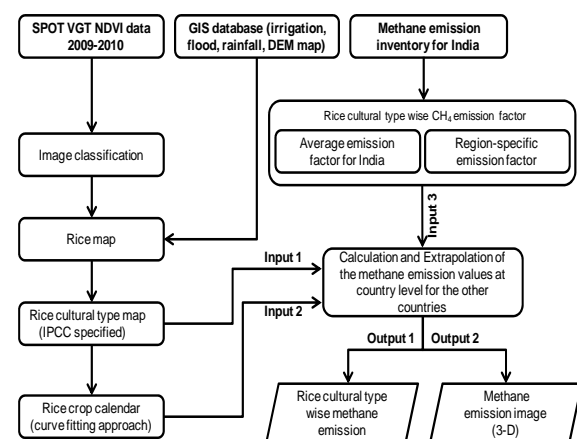 SPOT VGT NDVI data
2009-2010
GIS database (irrigation,
flood, rainfall, DEM map)
Methane emission
inventory for India
Rice cultural type wise CH₄ emission factor
Average emission
factor for India
Region-specific
emission factor
Image classification
Input 3
Rice map
Input 1
Calculation and Extrapolation of
the methane emission values at
country level for the other
countries
Rice cultural type map
(IPCC specified)
Input 2
Output 1
Output 2
Rice crop calendar
(curve fitting approach)
Rice cultural type
wise methane
emission
Methane
emission image
(3-D)